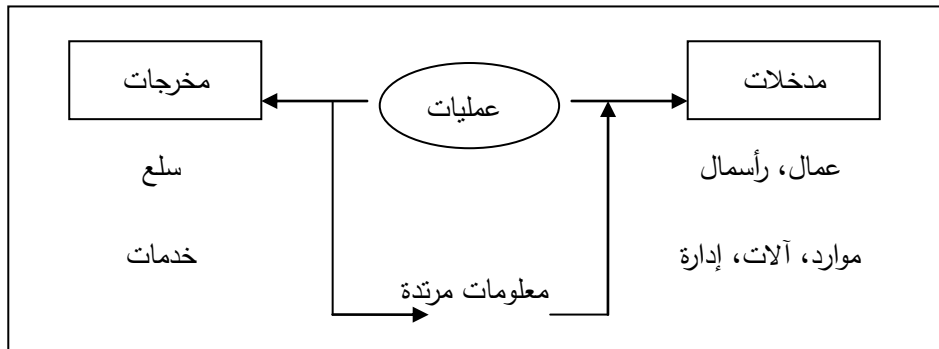 مدخلات
عمليات
مخرجات
عمال، رأسمال
سلع
موارد، آلات، إدارة
خدمات
معلومات مرتدة